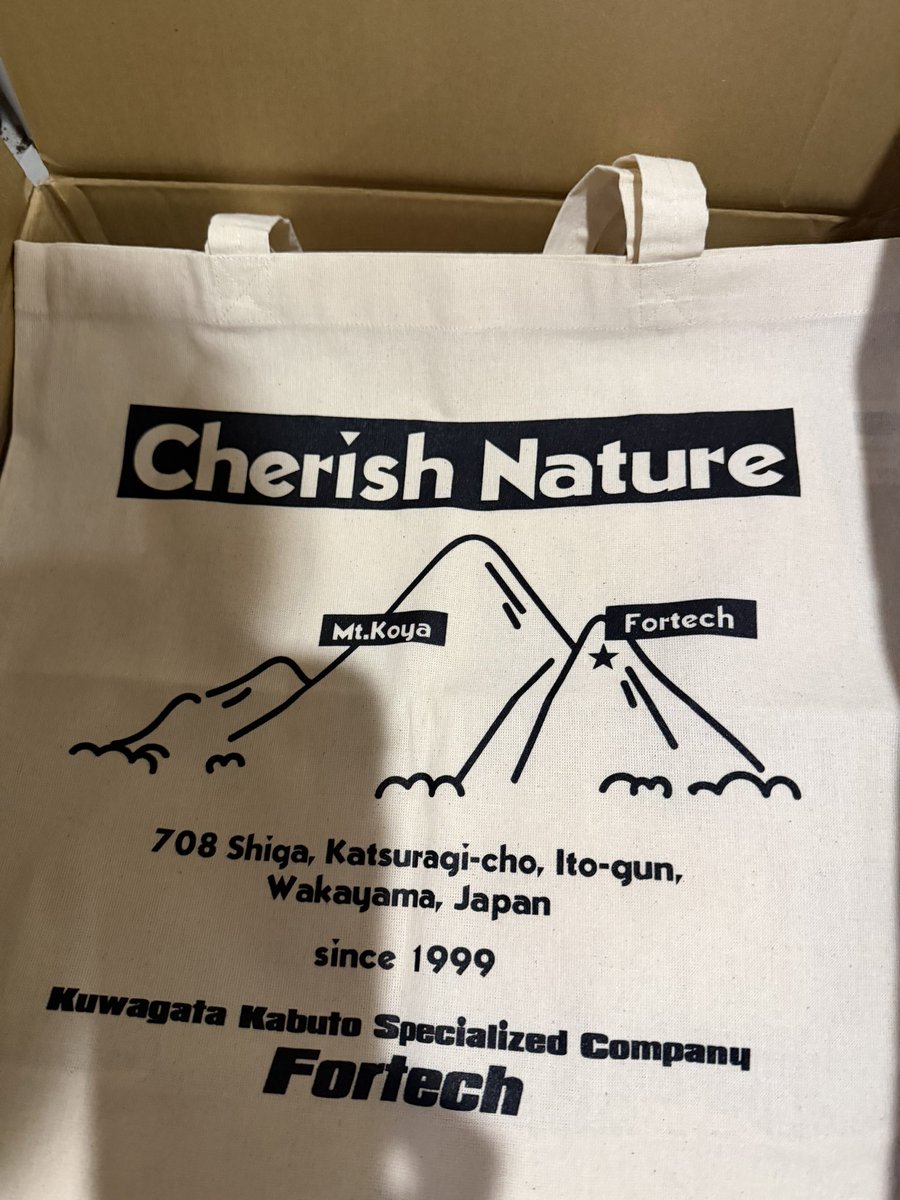 Cherish Nature
Mt.Koya
Fortech
708 Shiga, Katsuragi-cho, Ito-gun,
Wakayama, Japan
since 1999
Kuwagata Kabuto Specialized Company
Fortech